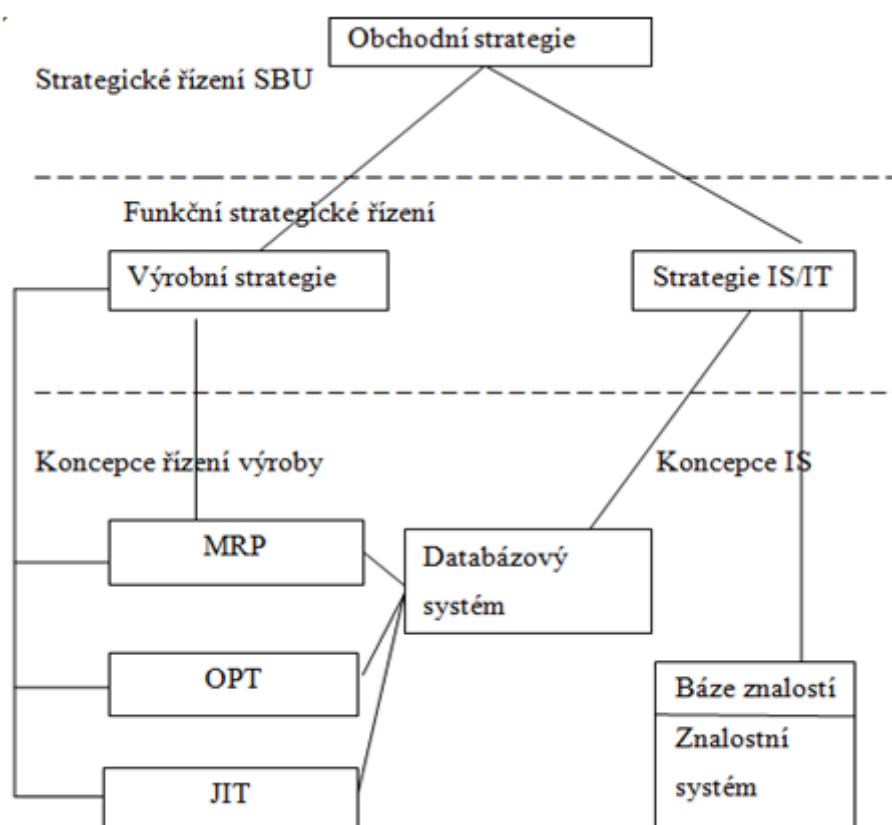 Obchodní strategie
Strategické řízení SBU
Funkční strategické řízení
Výrobní strategie
Strategie IS/IT
Koncepce řízení výroby
Koncepce IS
MRP
Databázový
systém
OPT
Báze znalostí
Znalostní
systém
JIT